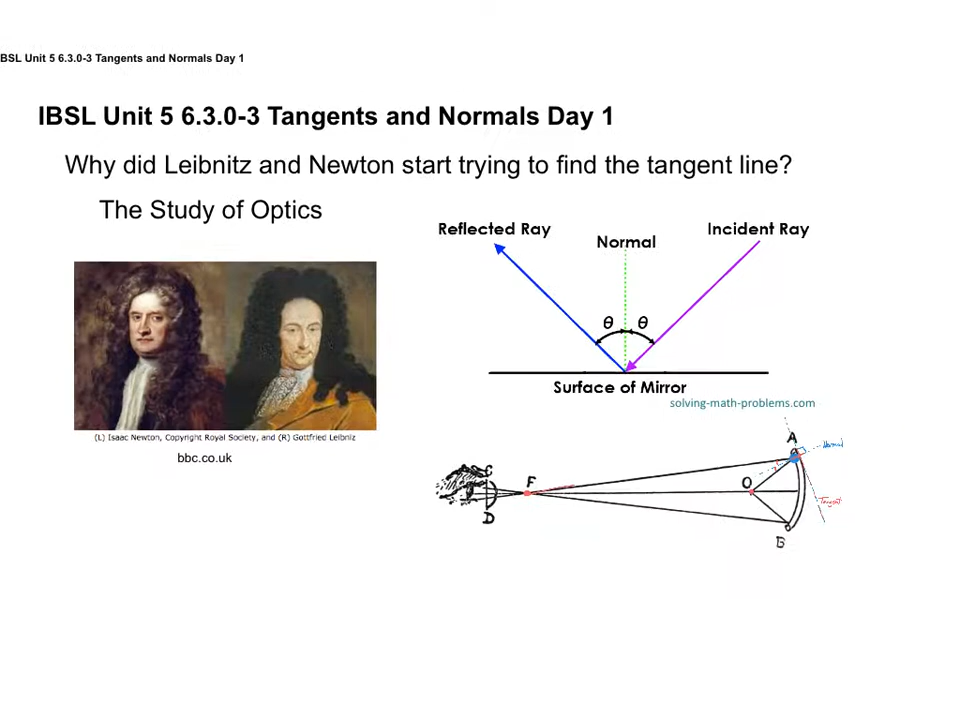 BSL Unit 5 6.3.0-3 Tangents and Normals Day 1
IBSL Unit 5 6.3.0-3 Tangents and Normals Day 1
Why did Leibnitz and Newton start trying to find the tangent line?
The Study of Optics
Reflected Ray
Normal
Incident Ray
θ θ
Surface of Mirror
solving-math-problems.com
(L) Isaac Newton, Copyright Royal Society, and (R) Gottfried Leibniz
bbc.co.uk
A
Normal
C
F
O
D
Tangent
B